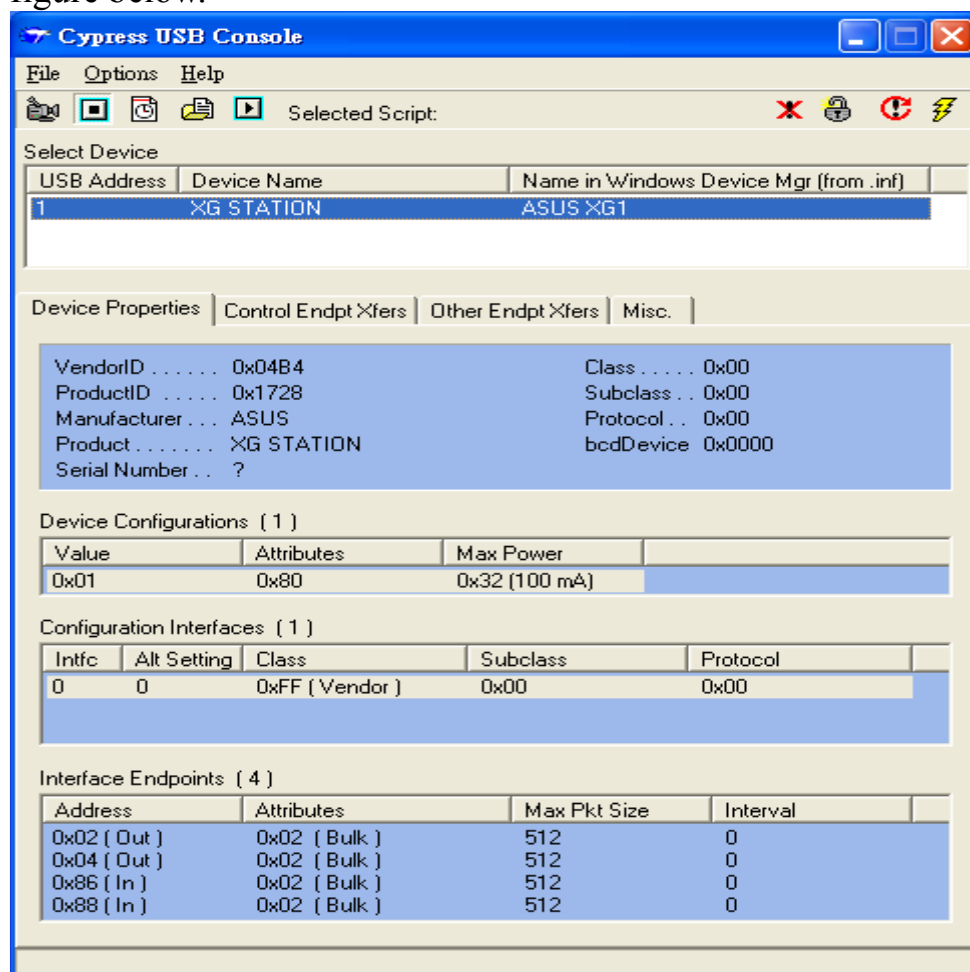 figure below.
Cypress USB Console
File Options Help
Selected Script:
Select Device
USB Address Device Name Name in Windows Device Mgr (from .inf)
1 XG STATION ASUS XG1
Device Properties Control Endpt Xfers Other Endpt Xfers Misc.
VendorID . . . . . . 0x04B4 Class . . . . . 0x00
ProductID . . . . . 0x1728 Subclass . . 0x00
Manufacturer . . . ASUS Protocol . . 0x00
Product . . . . . . . XG STATION bcdDevice 0x0000
Serial Number . . ?
Device Configurations ( 1 )
Value Attributes Max Power
0x01 0x80 0x32 (100 mA)
Configuration Interfaces ( 1 )
Intfc Alt Setting Class Subclass Protocol
0 0 0xFF ( Vendor ) 0x00 0x00
Interface Endpoints ( 4 )
Address Attributes Max Pkt Size Interval
0x02 ( Out ) 0x02 ( Bulk ) 512 0
0x04 ( Out ) 0x02 ( Bulk ) 512 0
0x86 ( In ) 0x02 ( Bulk ) 512 0
0x88 ( In ) 0x02 ( Bulk ) 512 0